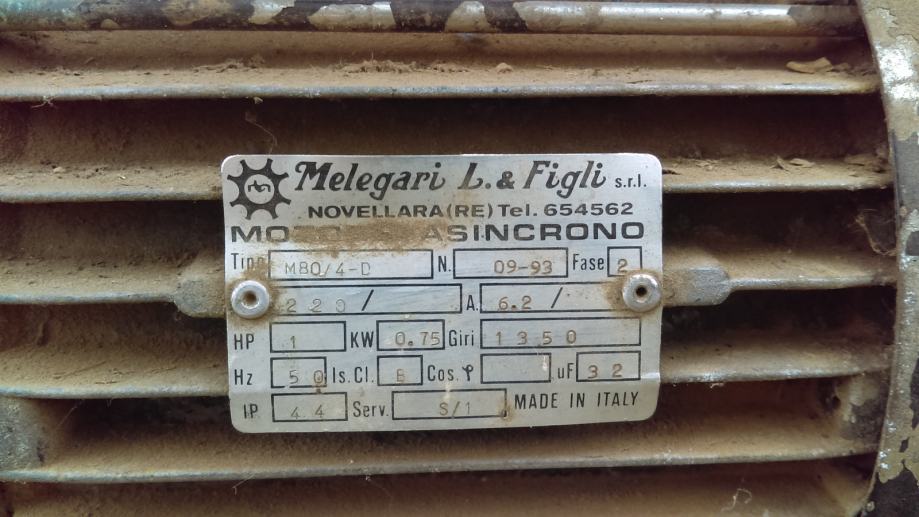 Melegari L. & Figli s.r.l.
NOVELLARA (RE) Tel. 654562
ASINCRONO
Tipo M80/4-D N. 09-93 Fase 2
220/ A. 6.2/
HP 1 KW 0.75 Giri 1350
Hz 50 Is.Cl. B Cos. φ uF 32
IP 44 Serv. S/1 MADE IN ITALY